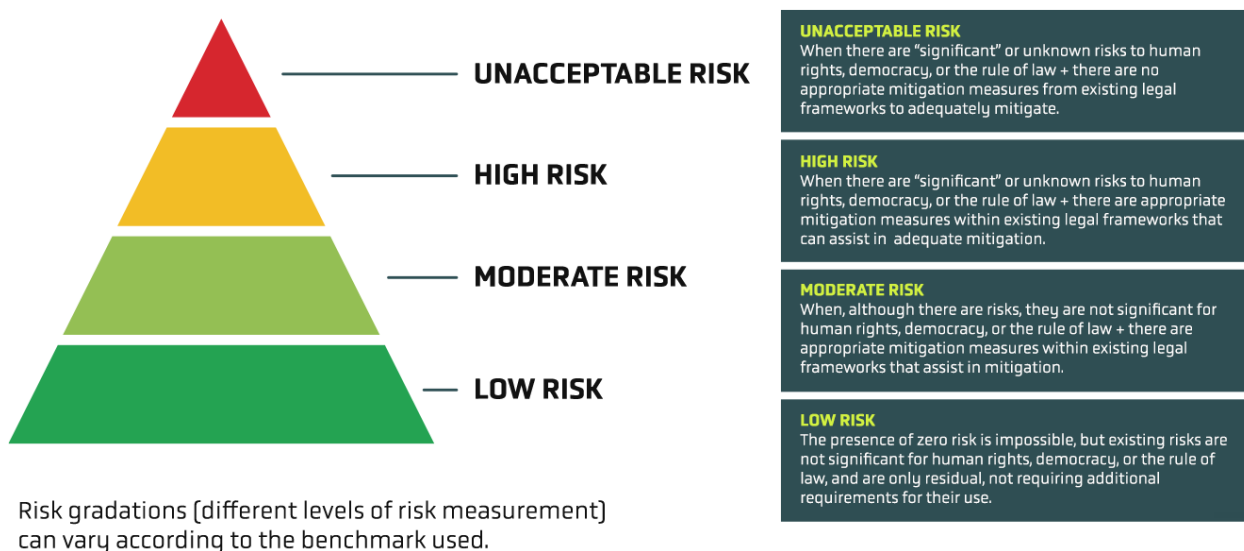 UNACCEPTABLE RISK
HIGH RISK
MODERATE RISK
LOW RISK
Risk gradations (different levels of risk measurement)
can vary according to the benchmark used.
UNACCEPTABLE RISK
When there are “significant” or unknown risks to human
rights, democracy, or the rule of law + there are no
appropriate mitigation measures from existing legal
frameworks to adequately mitigate.
HIGH RISK
When there are “significant” or unknown risks to human
rights, democracy, or the rule of law + there are appropriate
mitigation measures within existing legal frameworks that
can assist in adequate mitigation.
MODERATE RISK
When, although there are risks, they are not significant for
human rights, democracy, or the rule of law + there are
appropriate mitigation measures within existing legal
frameworks that assist in mitigation.
LOW RISK
The presence of zero risk is impossible, but existing risks are
not significant for human rights, democracy, or the rule of
law, and are only residual, not requiring additional
requirements for their use.